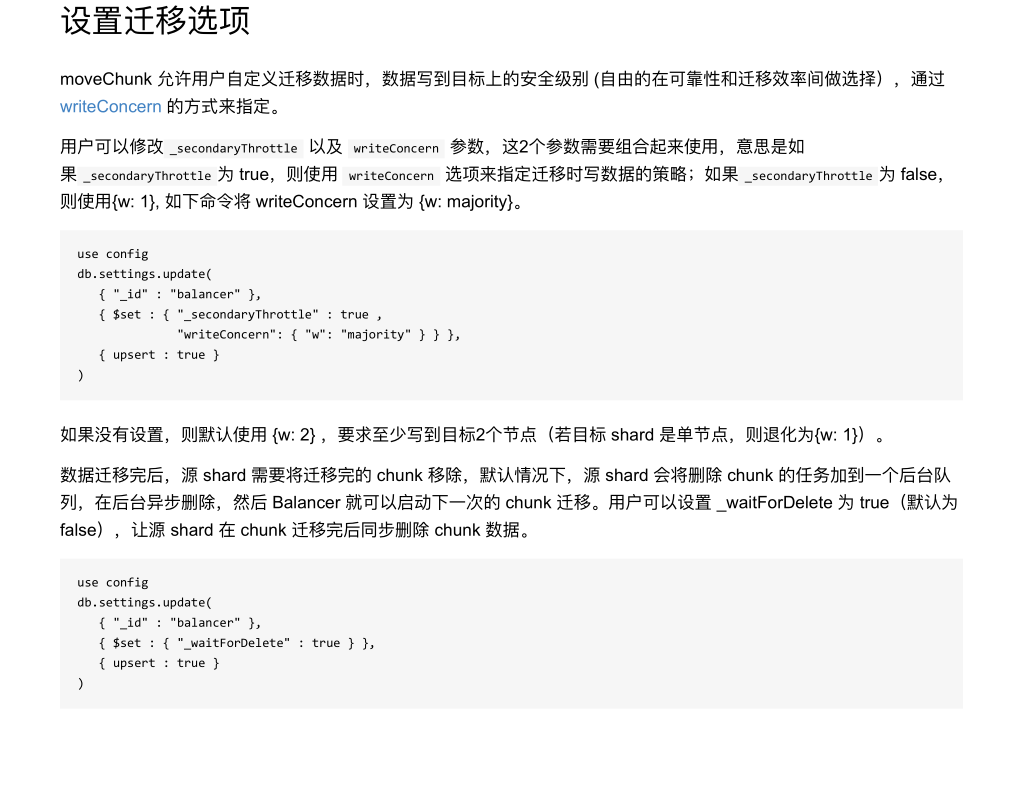 设置迁移选项
moveChunk 允许用户自定义迁移数据时，数据写到目标上的安全级别 (自由的在可靠性和迁移效率间做选择），通过
writeConcern 的方式来指定。
用户可以修改 _secondaryThrottle 以及 writeConcern 参数，这2个参数需要组合起来使用，意思是如
果 _secondaryThrottle 为 true，则使用 writeConcern 选项来指定迁移时写数据的策略；如果 _secondaryThrottle 为 false，
则使用{w: 1}, 如下命令将 writeConcern 设置为 {w: majority}。
use config
db.settings.update(
   { "_id" : "balancer" },
   { $set : { "_secondaryThrottle" : true ,
              "writeConcern": { "w": "majority" } } },
   { upsert : true }
)
如果没有设置，则默认使用 {w: 2} ，要求至少写到目标2个节点（若目标 shard 是单节点，则退化为{w: 1}）。
数据迁移完后，源 shard 需要将迁移完的 chunk 移除，默认情况下，源 shard 会将删除 chunk 的任务加到一个后台队
列，在后台异步删除，然后 Balancer 就可以启动下一次的 chunk 迁移。用户可以设置 _waitForDelete 为 true（默认为
false），让源 shard 在 chunk 迁移完后同步删除 chunk 数据。
use config
db.settings.update(
   { "_id" : "balancer" },
   { $set : { "_waitForDelete" : true } },
   { upsert : true }
)